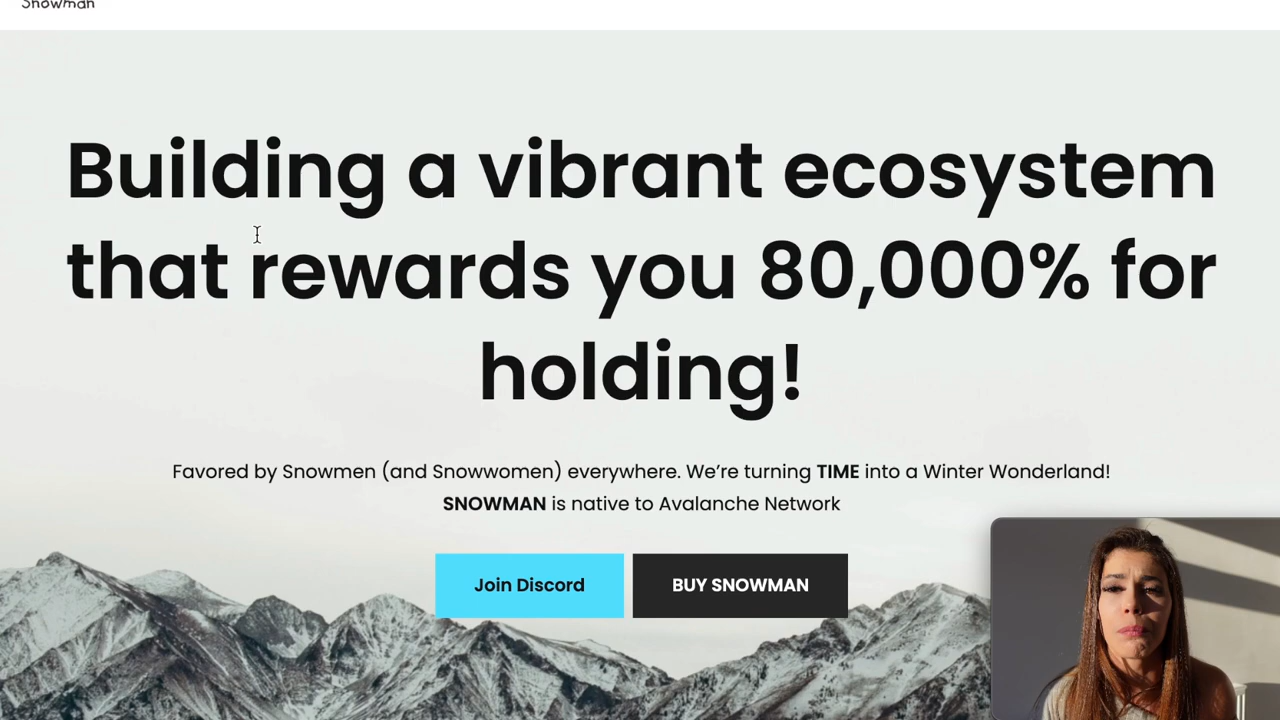 Snowman
Building a vibrant ecosystem
that rewards you 80,000% for
holding!
Favored by Snowmen (and Snowwomen) everywhere. We’re turning TIME into a Winter Wonderland!
SNOWMAN is native to Avalanche Network
Join Discord
BUY SNOWMAN